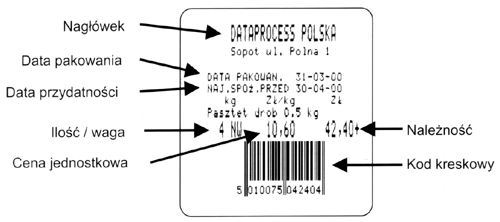 Nagłówek
Data pakowania
Data przydatności
Ilość / waga
Cena jednostkowa
DATAPROCESS POLSKA
Sopot ul. Polna 1
DATA PAKOWAN. 31-03-00
NAJ.SPOŻ.PRZED 30-04-00
kg Zł/kg Zł
Pasztet drob 0.5 kg
4 NW 10,60 42,40*
5 010075 042404
Należność
Kod kreskowy